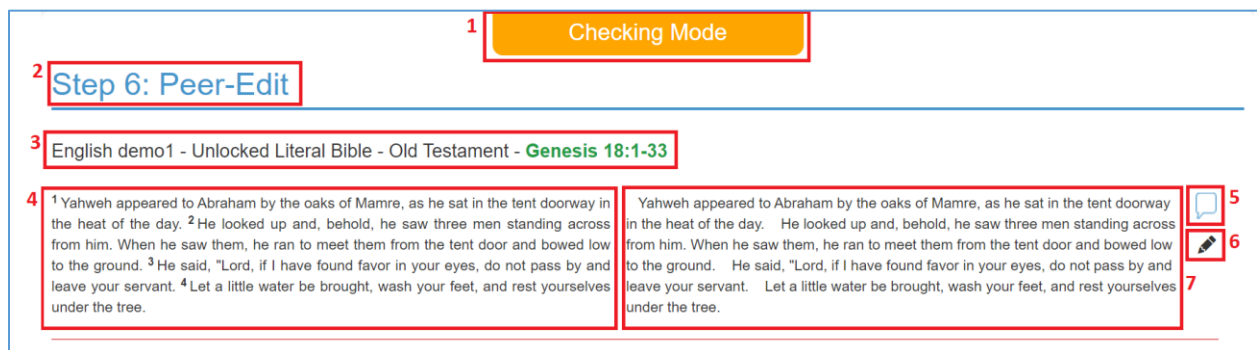 1
Checking Mode
2
Step 6: Peer-Edit
3
English demo1 - Unlocked Literal Bible - Old Testament - Genesis 18:1-33
4
1 Yahweh appeared to Abraham by the oaks of Mamre, as he sat in the tent doorway in
the heat of the day. 2 He looked up and, behold, he saw three men standing across
from him. When he saw them, he ran to meet them from the tent door and bowed low
to the ground. 3 He said, "Lord, if I have found favor in your eyes, do not pass by and
leave your servant. 4 Let a little water be brought, wash your feet, and rest yourselves
under the tree.
Yahweh appeared to Abraham by the oaks of Mamre, as he sat in the tent doorway
in the heat of the day. He looked up and, behold, he saw three men standing across
from him. When he saw them, he ran to meet them from the tent door and bowed low
to the ground. He said, "Lord, if I have found favor in your eyes, do not pass by and
leave your servant. Let a little water be brought, wash your feet, and rest yourselves
under the tree.
5
6
7